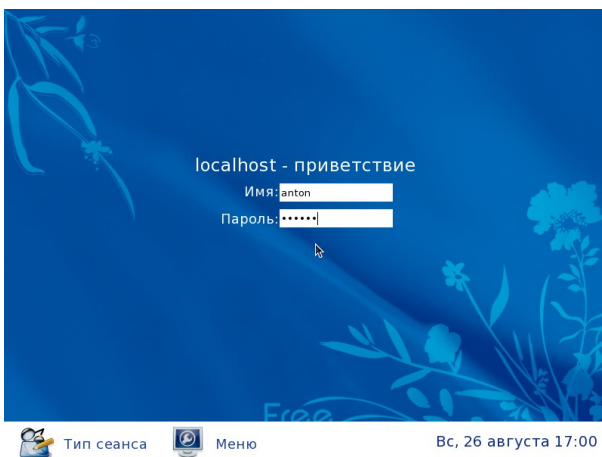 localhost - приветствие
Имя: anton
Пароль: ••••••
Free
Тип сеанса
Меню
Вс, 26 августа 17:00